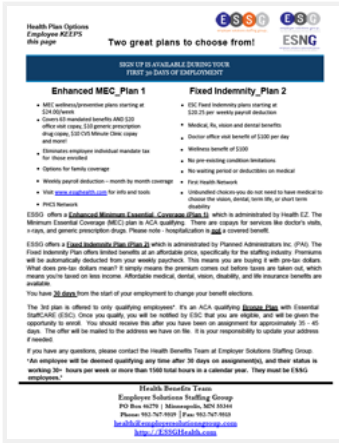 Health Plan Options
Employee KEEPS
this page
ESSG
ESSG
ESNG
Two great plans to choose from!
SIGN UP IS AVAILABLE DURING YOUR
FIRST 30 DAYS OF EMPLOYMENT
Enhanced MEC_Plan 1
• MEC wellness/preventive plans starting at
$24.00/week
• Covers 63 mandated benefits AND $20
office visit copay, $10 generic prescription
drug copay, $10 CVS Minute Clinic copay
and more!
• Eliminates employee individual mandate tax
for those enrolled
• Options for family coverage
• Weekly payroll deduction – month by month coverage
• Visit www.essghealth.com for info and tools
• PHCS Network
Fixed Indemnity_Plan 2
• ESC Fixed Indemnity plans starting at
$20.25 per weekly payroll deduction
• Medical, Rx, vision and dental benefits
• Doctor office visit benefit of $100 per day
• Wellness benefit of $100
• No pre-existing condition limitations
• No waiting period or deductibles on medical
• First Health Network
• Unbundled choices-you do not need to have medical to
choose the vision, dental, term life, or short term
disability
ESSG offers a Enhanced Minimum Essential Coverage (Plan 1) which is administered by Health EZ. The
Minimum Essential Coverage (MEC) plan is ACA qualifying. There are copays for services like doctor's visits,
x-rays, and generic prescription drugs. Please note - hospitalization is not a covered benefit.
ESSG offers a Fixed Indemnity Plan (Plan 2) which is administered by Planned Administrators Inc. (PAI). The
Fixed Indemnity Plan offers limited benefits at an affordable price, specifically for the staffing industry. Premiums
will be automatically deducted from your weekly paycheck. This means you are buying it with pre-tax dollars.
What does pre-tax dollars mean? It simply means the premium comes out before taxes are taken out, which
means you're taxed on less income. Affordable medical, dental, vision, disability, and life insurance benefits are
available.
You have 30 days from the start of your employment to change your benefit elections.
The 3rd plan is offered to only qualifying employees*. It's an ACA qualifying Bronze Plan with Essential
StaffCARE (ESC). Once you qualify, you will be notified by ESC that you are eligible, and will be given the
opportunity to enroll. You should receive this after you have been on assignment for approximately 35 - 45
days. The offer will be mailed to the address we have on file. It is your responsibility to update your address
if needed.
If you have any questions, please contact the Health Benefits Team at Employer Solutions Staffing Group.
*An employee will be deemed qualifying any time after 30 days on assignment(s), and their status is
working 30+ hours per week or more than 1560 total hours in a calendar year. They must be ESSG
employees.*
Health Benefits Team
Employer Solutions Staffing Group
PO Box 46270 | Minneapolis, MN 55344